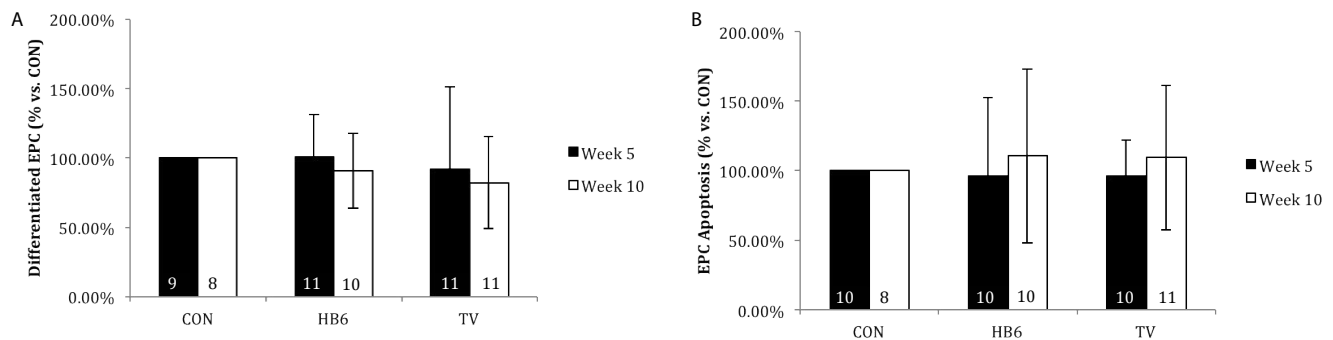 A
Differentiated EPC (% vs. CON)
200.00%
150.00%
100.00%
50.00%
0.00%
9
8
11
10
11
11
CON
HB6
TV
Week 5
Week 10
B
EPC Apoptosis (% vs. CON)
200.00%
150.00%
100.00%
50.00%
0.00%
10
8
10
10
10
11
CON
HB6
TV
Week 5
Week 10